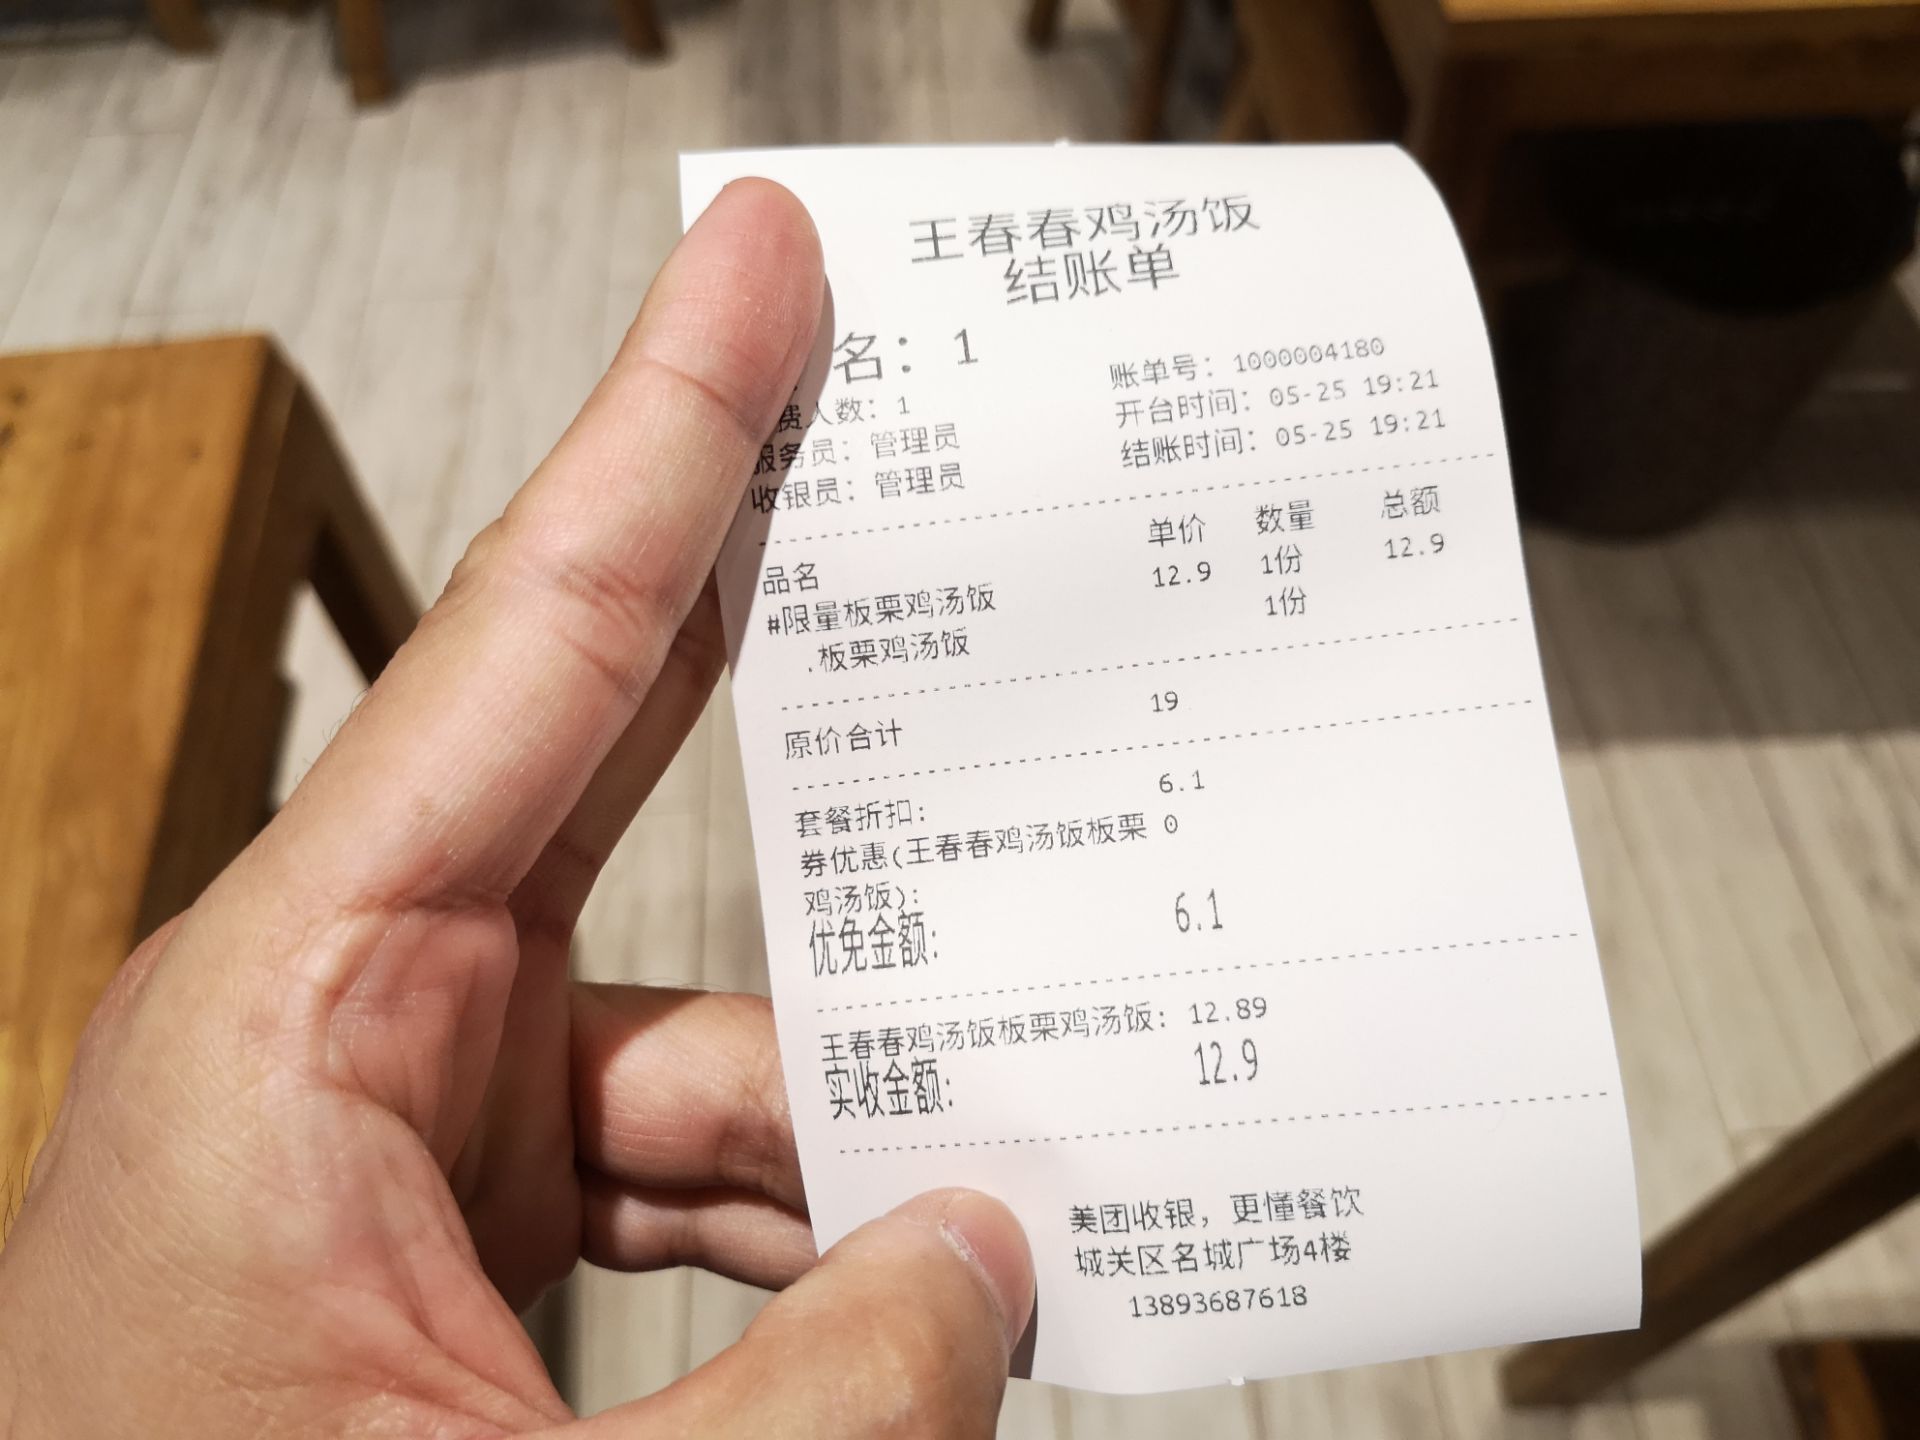 王春春鸡汤饭
结账单
名：1
费人数：1
服务员：管理员
收银员：管理员
账单号：1000004180
开台时间：05-25 19:21
结账时间：05-25 19:21
品名 单价 数量 总额
#限量板栗鸡汤饭 12.9 1份 12.9
.板栗鸡汤饭 1份
原价合计 19
套餐折扣： 6.1
券优惠(王春春鸡汤饭板栗 0
鸡汤饭)：
优免金额： 6.1
王春春鸡汤饭板栗鸡汤饭：12.89
实收金额： 12.9
美团收银，更懂餐饮
城关区名城广场4楼
13893687618